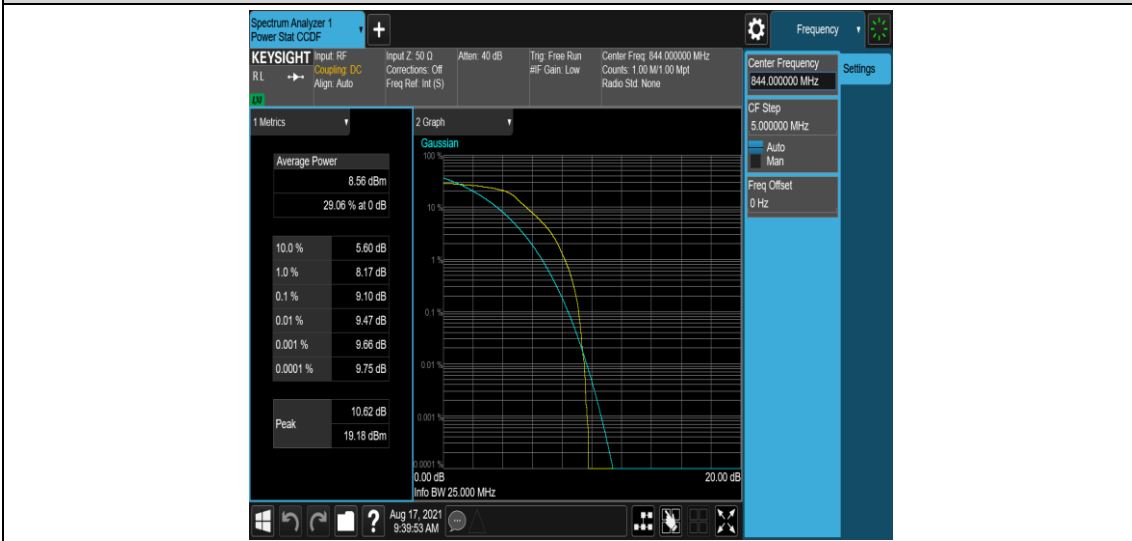 Spectrum Analyzer 1
Power Stat CCDF
Frequency
KEYSIGHT
R L
LXI
Input: RF
Coupling: DC
Align: Auto
Input Z: 50 Ω
Corrections: Off
Freq Ref: Int (S)
Atten: 40 dB
Trig: Free Run
#IF Gain: Low
Center Freq: 844.000000 MHz
Counts: 1.00 M/1.00 Mpt
Radio Std: None
Center Frequency
844.000000 MHz
Settings
CF Step
5.000000 MHz
Auto
Man
Freq Offset
0 Hz
1 Metrics
Average Power
8.56 dBm
29.06 % at 0 dB
10.0 % 5.60 dB
1.0 % 8.17 dB
0.1 % 9.10 dB
0.01 % 9.47 dB
0.001 % 9.66 dB
0.0001 % 9.75 dB
Peak
10.62 dB
19.18 dBm
2 Graph
Gaussian
100 %
10 %
1 %
0.1 %
0.01 %
0.001 %
0.0001 %
0.00 dB 20.00 dB
Info BW 25.000 MHz
Aug 17, 2021
9:39:53 AM